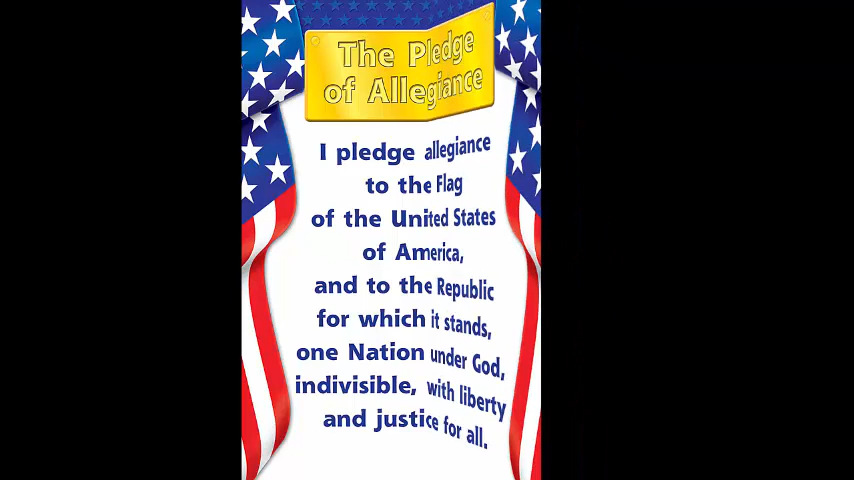 The Pledge
of Allegiance
I pledge allegiance
to the Flag
of the United States
of America,
and to the Republic
for which it stands,
one Nation under God,
indivisible, with liberty
and justice for all.